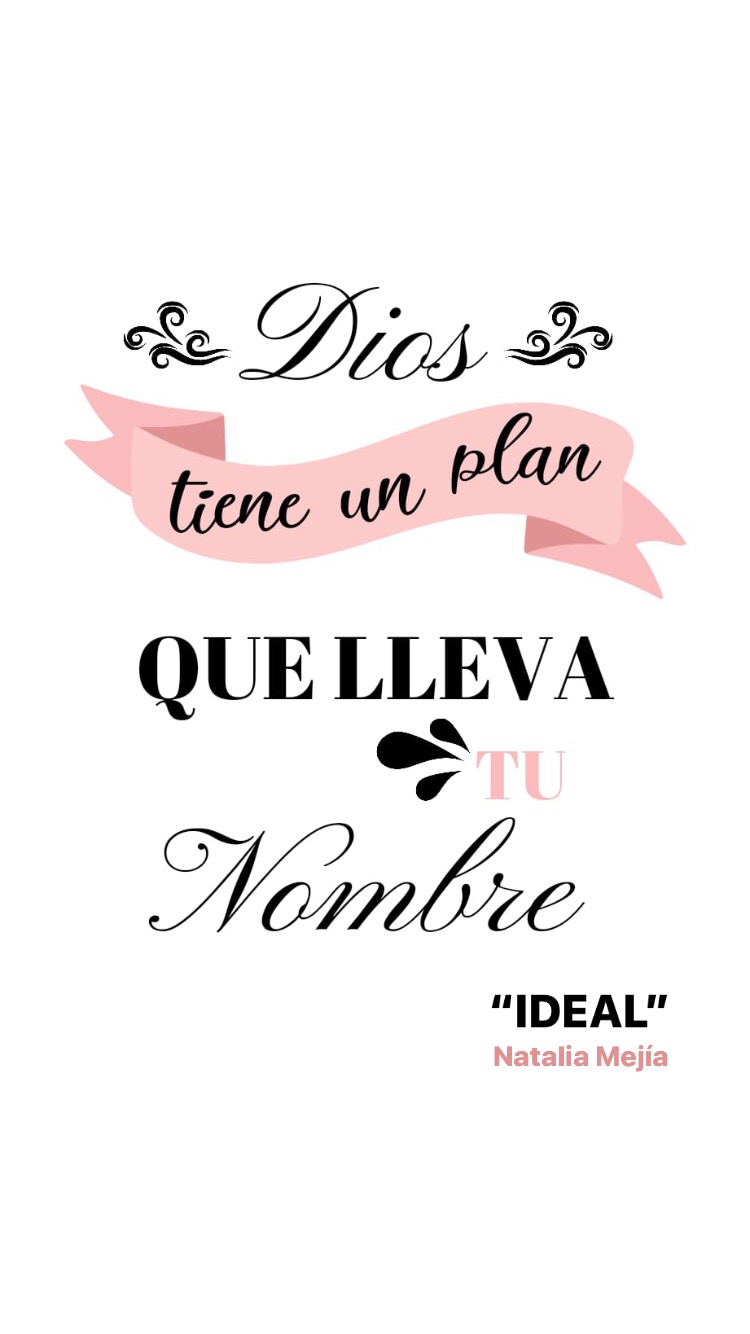 Dios
tiene un plan
QUE LLEVA
TU
Nombre
“IDEAL”
Natalia Mejía